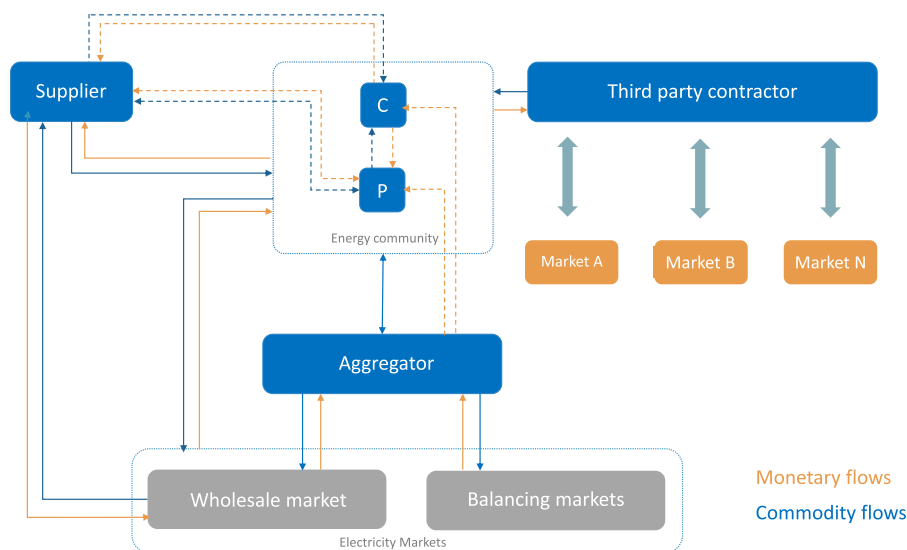 Supplier
C
Third party contractor
P
Energy community
Market A
Market B
Market N
Aggregator
Wholesale market
Balancing markets
Monetary flows
Commodity flows
Electricity Markets